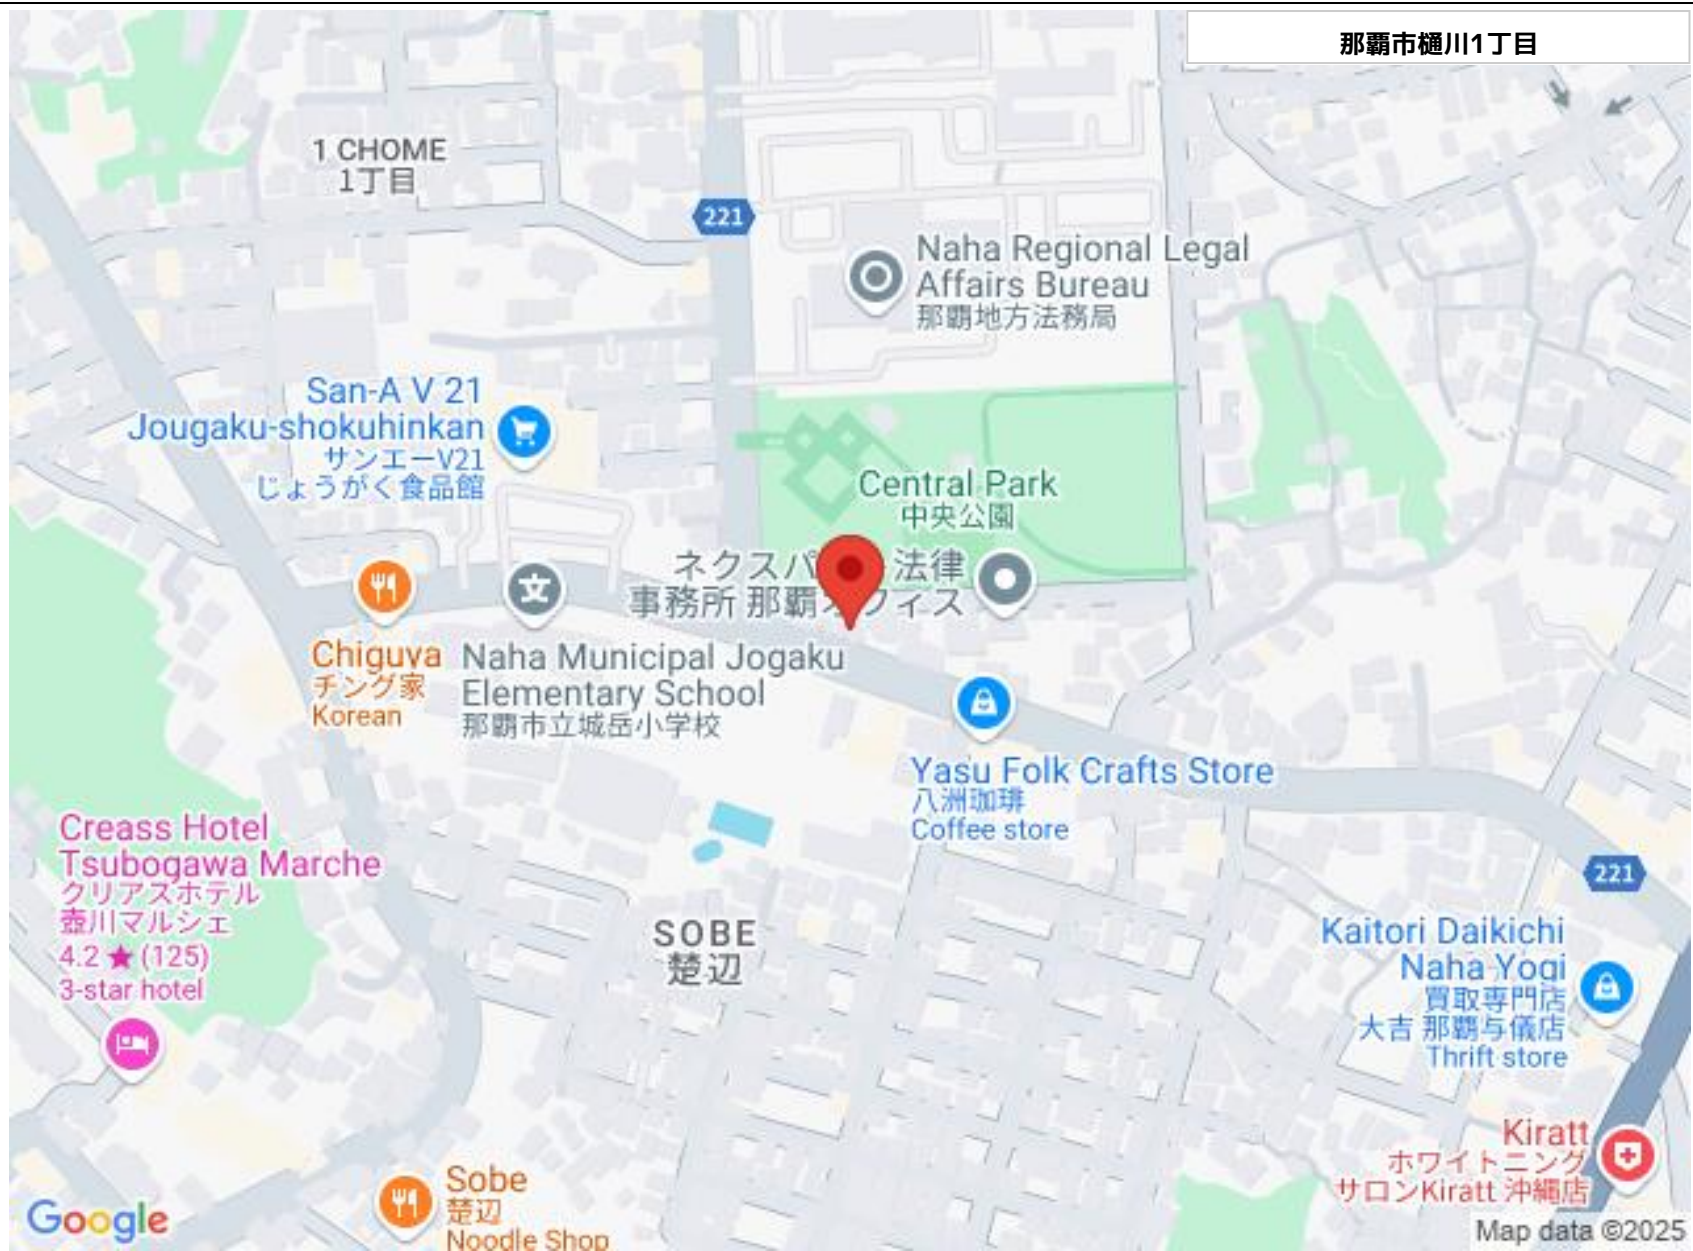 那覇市樋川1丁目
1 CHOME
1丁目
221
Naha Regional Legal
Affairs Bureau
那覇地方法務局
San-A V 21
Jougaku-shokuhinkan
サンエーV21
じょうがく食品館
Central Park
中央公園
ネクスパ 法律
事務所 那覇オフィス
文
Chiguva
チング家
Korean
Naha Municipal Jogaku
Elementary School
那覇市立城岳小学校
Yasu Folk Crafts Store
八洲珈琲
Coffee store
Creass Hotel
Tsubogawa Marche
クリアスホテル
壺川マルシェ
4.2 ★ (125)
3-star hotel
221
SOBE
楚辺
Kaitori Daikichi
Naha Yogi
買取専門店
大吉 那覇与儀店
Thrift store
Kiratt
ホワイトニング
サロンKiratt 沖縄店
Sobe
楚辺
Noodle Shop
Google
Map data ©2025